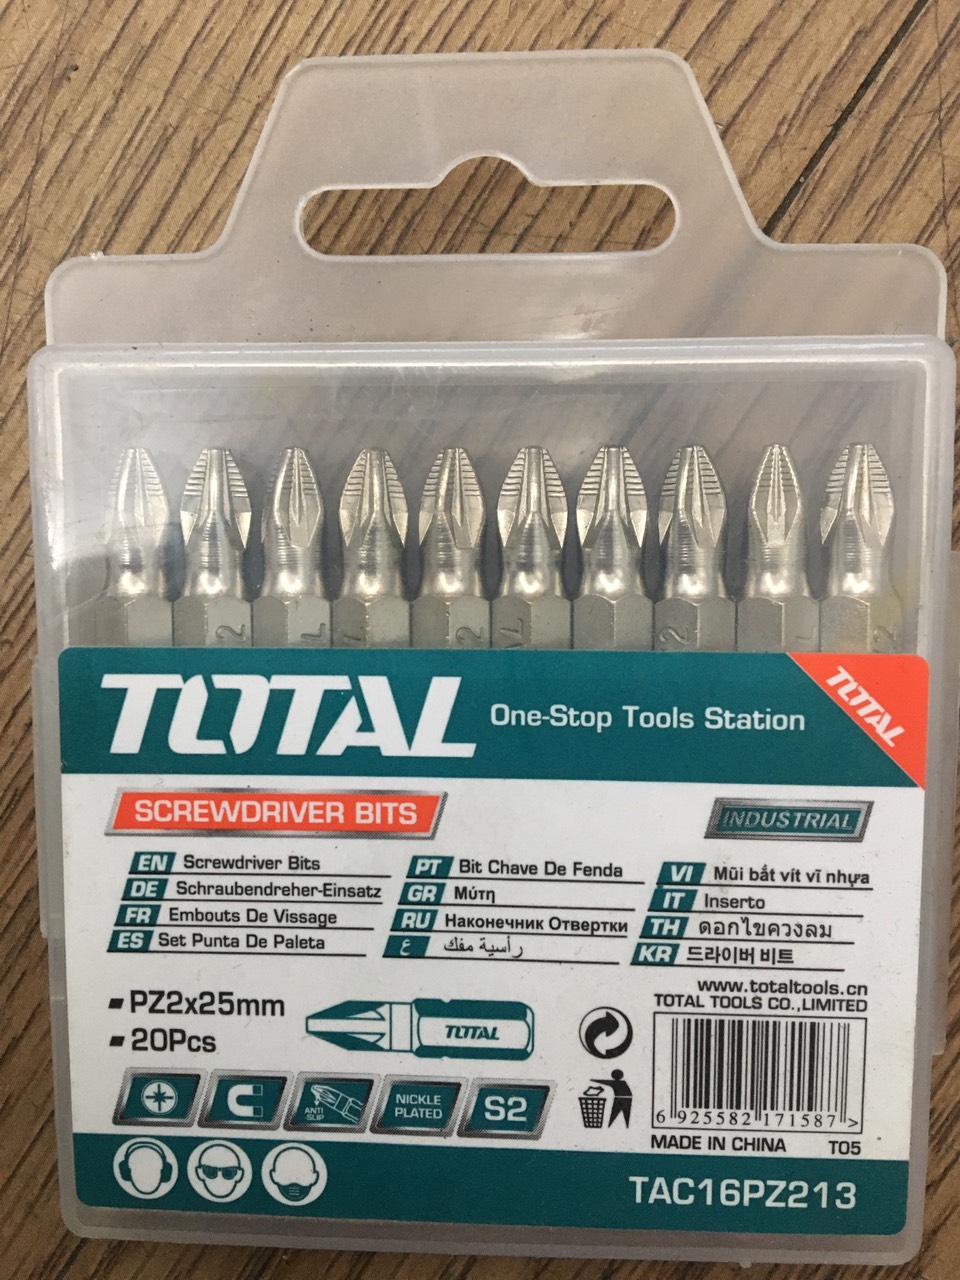 2
TOTAL
One-Stop Tools Station
TOTAL
SCREWDRIVER BITS
INDUSTRIAL
EN Screwdriver Bits
DE Schraubendreher-Einsatz
FR Embouts De Vissage
ES Set Punta De Paleta
PT Bit Chave De Fenda
GR Μύτη
RU Наконечник Отвертки
ع رأسية مفك
VI Mũi bắt vít vĩ nhựa
IT Inserto
TH ดอกไขควงลม
KR 드라이버 비트
▪ PZ2x25mm
▪ 20Pcs
TOTAL
www.totaltools.cn
TOTAL TOOLS CO.,LIMITED
6 925582 171587 >
MADE IN CHINA T05
ANTI
SLIP
NICKLE
PLATED
S2
TAC16PZ213